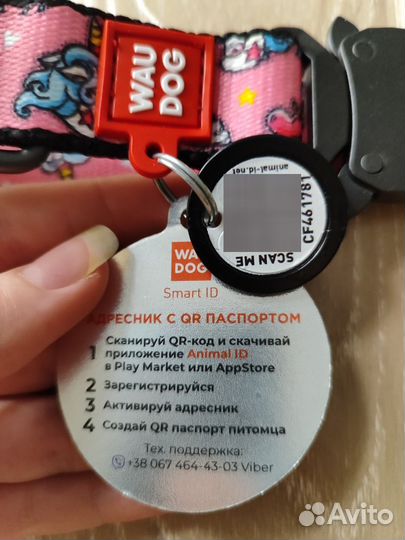 WAU
DOG
animal-id.net
SCAN ME
CF461781
WAU
DOG
Smart ID
АДРЕСНИК С QR ПАСПОРТОМ
1 Сканируй QR-код и скачивай
приложение Animal ID
в Play Market или AppStore
2 Зарегистрируйся
3 Активируй адресник
4 Создай QR паспорт питомца
Тех. поддержка:
+38 067 464-43-03 Viber
Avito